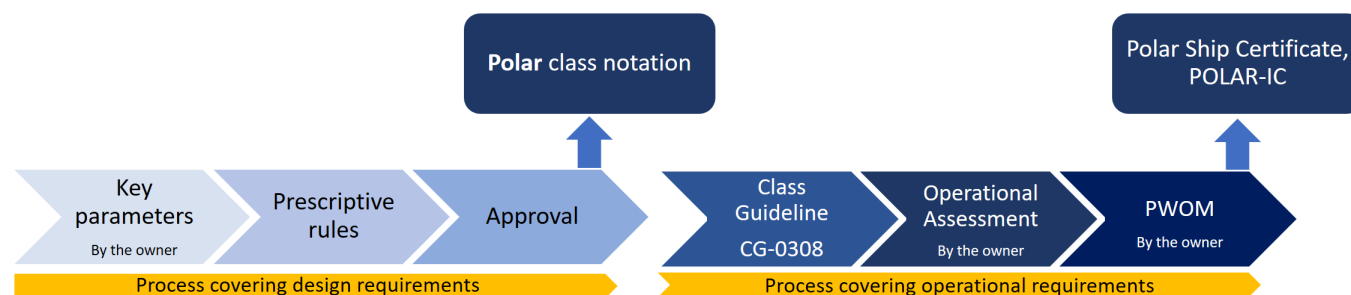 Polar class notation
Polar Ship Certificate,
POLAR-IC
Key
parameters
By the owner
Prescriptive
rules
Approval
Class
Guideline
CG-0308
Operational
Assessment
By the owner
PWOM
By the owner
Process covering design requirements
Process covering operational requirements